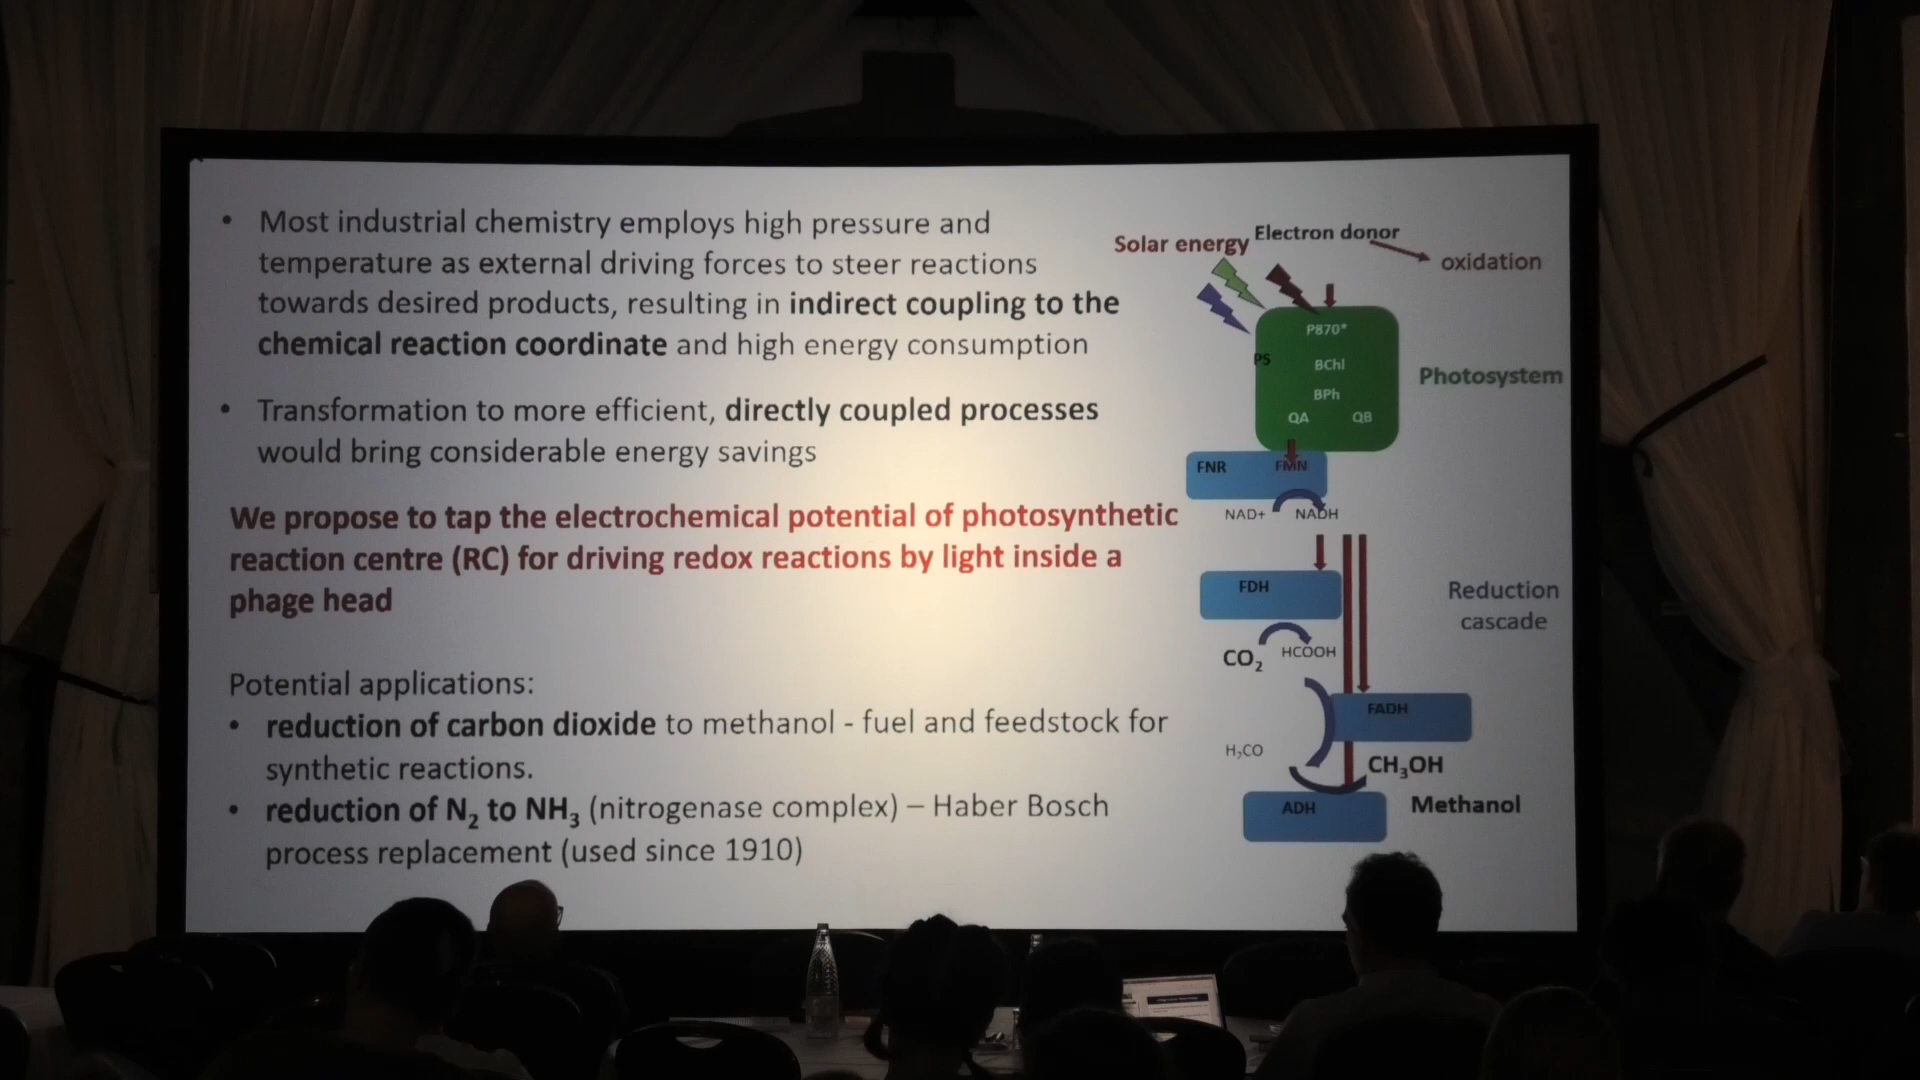 • Most industrial chemistry employs high pressure and
temperature as external driving forces to steer reactions
towards desired products, resulting in indirect coupling to the
chemical reaction coordinate and high energy consumption
• Transformation to more efficient, directly coupled processes
would bring considerable energy savings
We propose to tap the electrochemical potential of photosynthetic
reaction centre (RC) for driving redox reactions by light inside a
phage head
Potential applications:
• reduction of carbon dioxide to methanol - fuel and feedstock for
synthetic reactions.
• reduction of N₂ to NH₃ (nitrogenase complex) – Haber Bosch
process replacement (used since 1910)
Solar energy
Electron donor
oxidation
P870*
PS
BChl
BPh
QA QB
Photosystem
FNR FMN
NAD+ NADH
FDH
Reduction
cascade
CO₂ HCOOH
FADH
H₂CO
CH₃OH
ADH
Methanol